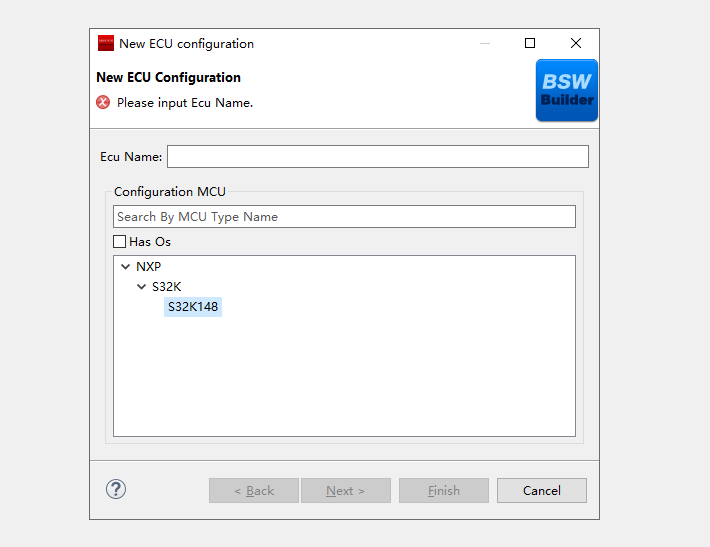 New ECU configuration
New ECU Configuration
Please input Ecu Name.
BSW
Builder
Ecu Name:
Configuration MCU
Search By MCU Type Name
Has Os
NXP
S32K
S32K148
?
< Back
Next >
Finish
Cancel